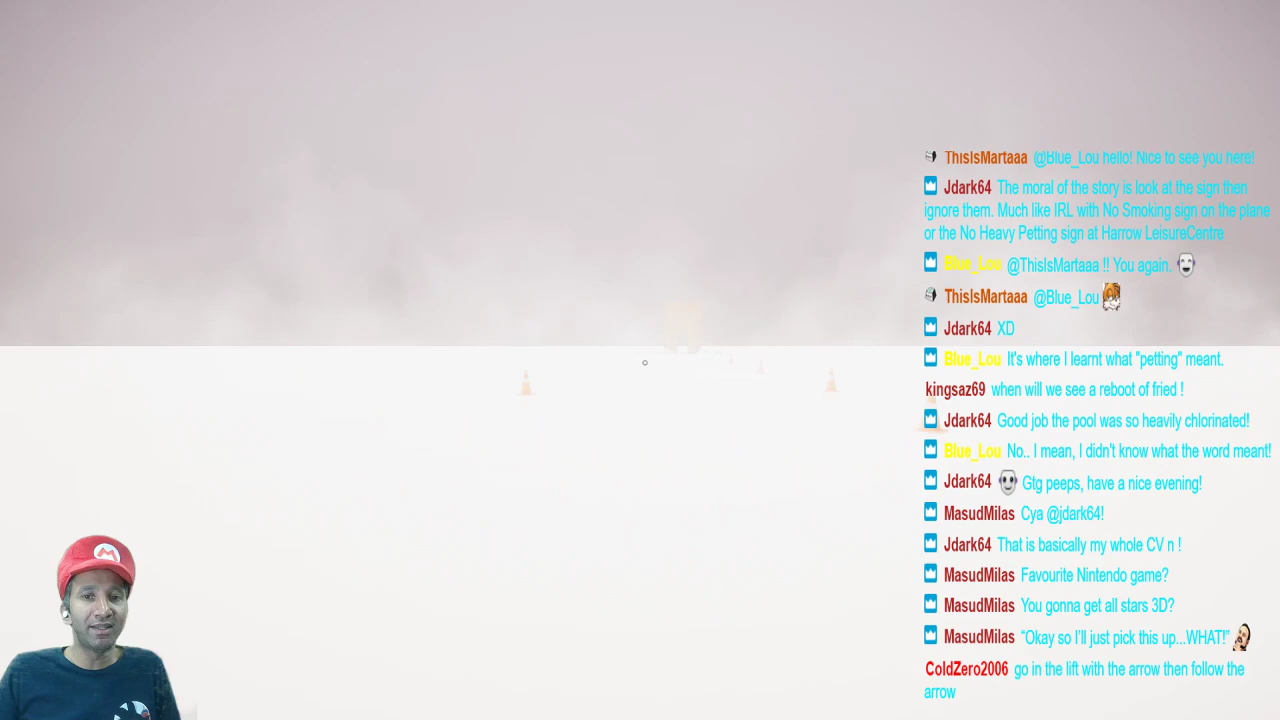 ThisIsMartaaa @Blue_Lou hello! Nice to see you here!
Jdark64 The moral of the story is look at the sign then
ignore them. Much like IRL with No Smoking sign on the plane
or the No Heavy Petting sign at Harrow LeisureCentre
Blue_Lou @ThisIsMartaaa !! You again.
ThisIsMartaaa @Blue_Lou
Jdark64 XD
Blue_Lou It's where I learnt what "petting" meant.
kingsaz69 when will we see a reboot of fried !
Jdark64 Good job the pool was so heavily chlorinated!
Blue_Lou No.. I mean, I didn't know what the word meant!
Jdark64 Gtg peeps, have a nice evening!
MasudMilas Cya @jdark64!
Jdark64 That is basically my whole CV n !
MasudMilas Favourite Nintendo game?
MasudMilas You gonna get all stars 3D?
MasudMilas “Okay so I’ll just pick this up...WHAT!”
ColdZero2006 go in the lift with the arrow then follow the
arrow
M